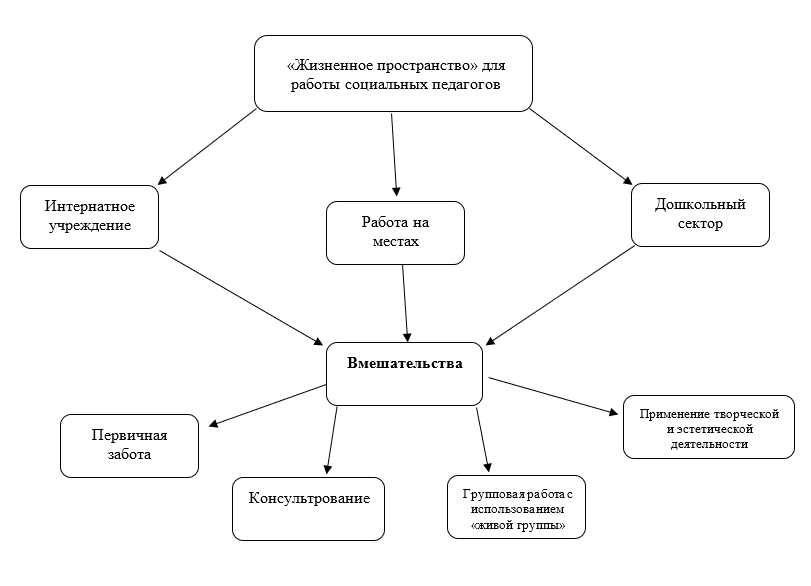 «Жизненное пространство» для
работы социальных педагогов
Интернатное
учреждение
Работа на
местах
Дошкольный
сектор
Вмешательства
Первичная
забота
Консультрование
Групповая работа с
использованием
«живой группы»
Применение творческой
и эстетической
деятельности